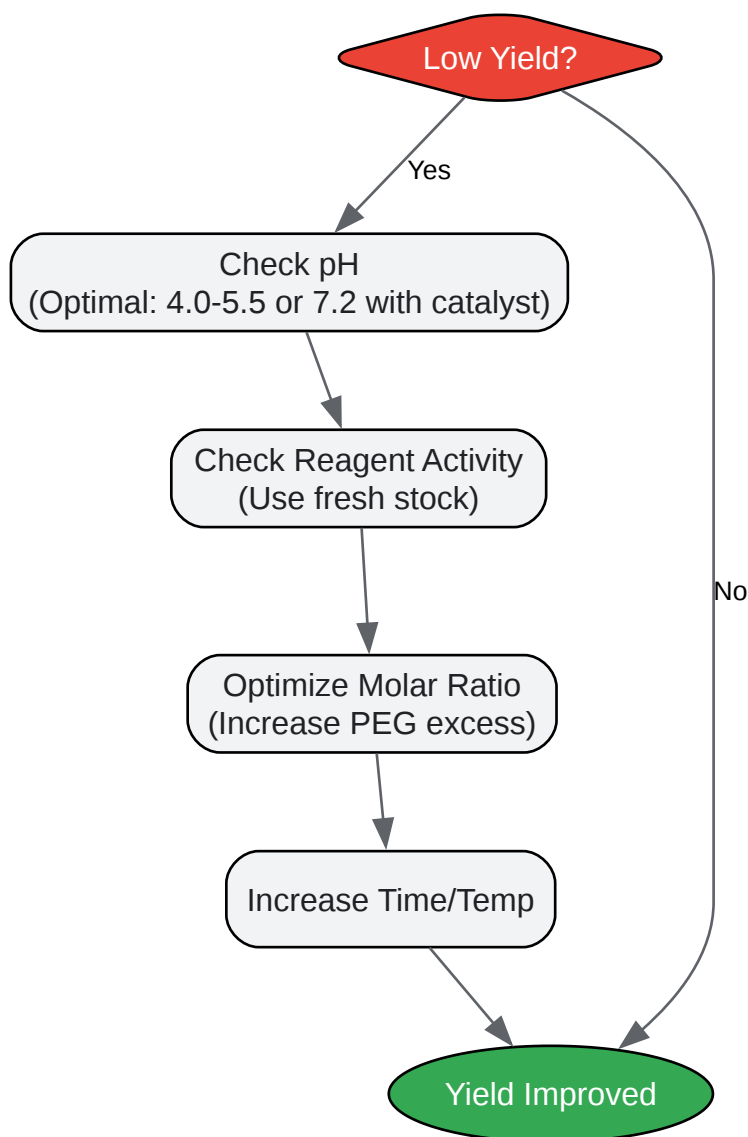 Low Yield?
Yes
Check pH
(Optimal: 4.0-5.5 or 7.2 with catalyst)
Check Reagent Activity
(Use fresh stock)
No
Optimize Molar Ratio
(Increase PEG excess)
Increase Time/Temp
Yield Improved